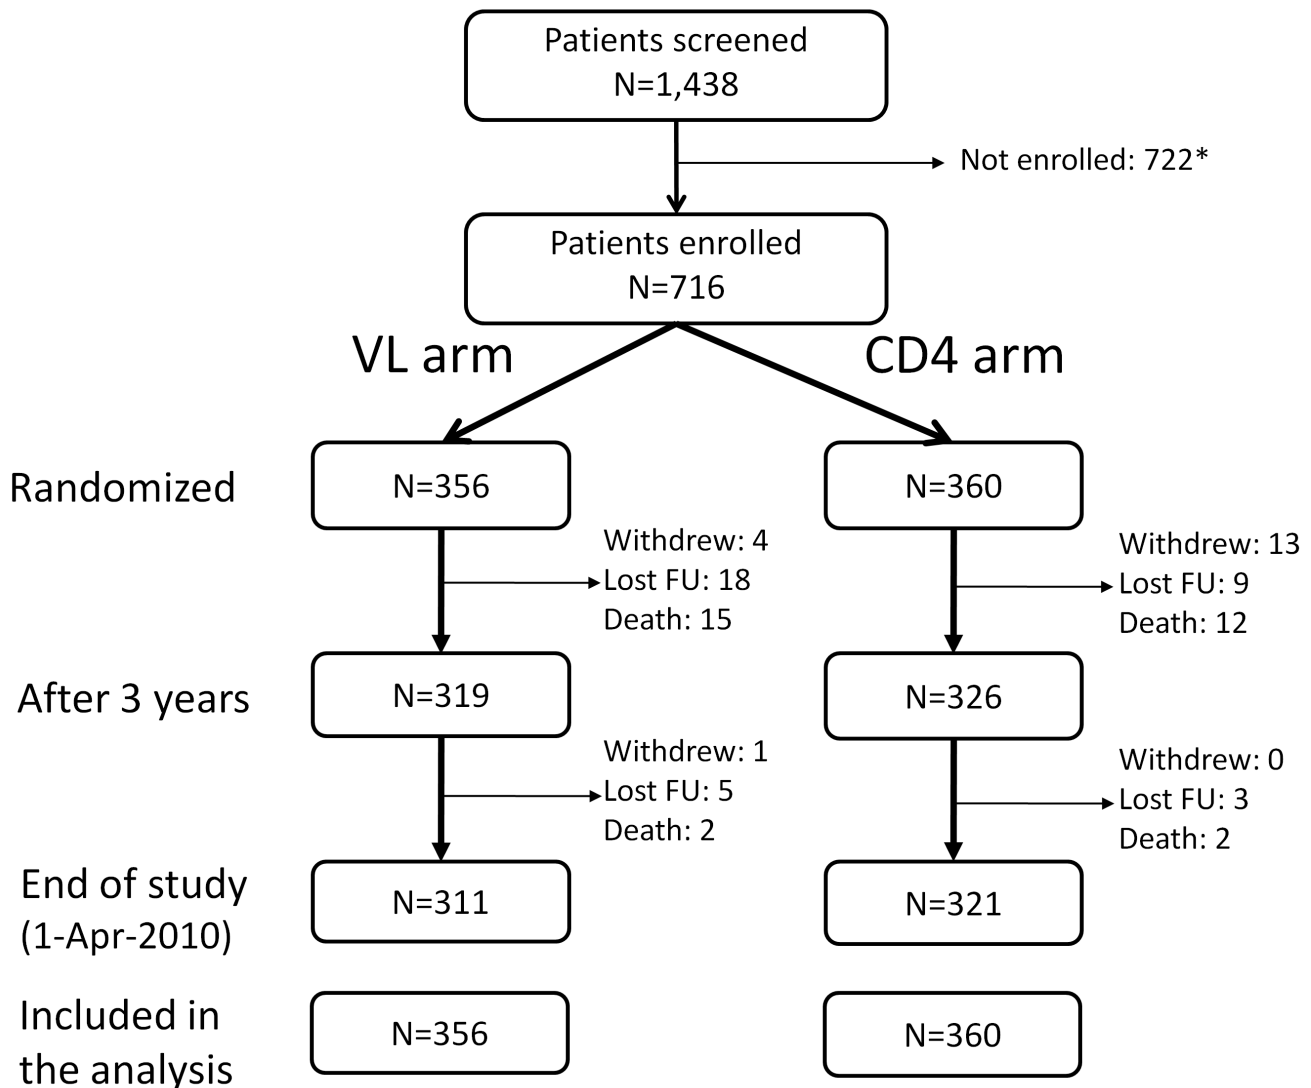 Patients screened
N=1,438
Not enrolled: 722*
Patients enrolled
N=716
VL arm
CD4 arm
Randomized
N=356
N=360
Withdrew: 4
Lost FU: 18
Death: 15
Withdrew: 13
Lost FU: 9
Death: 12
After 3 years
N=319
N=326
Withdrew: 1
Lost FU: 5
Death: 2
Withdrew: 0
Lost FU: 3
Death: 2
End of study
(1-Apr-2010)
N=311
N=321
Included in
the analysis
N=356
N=360